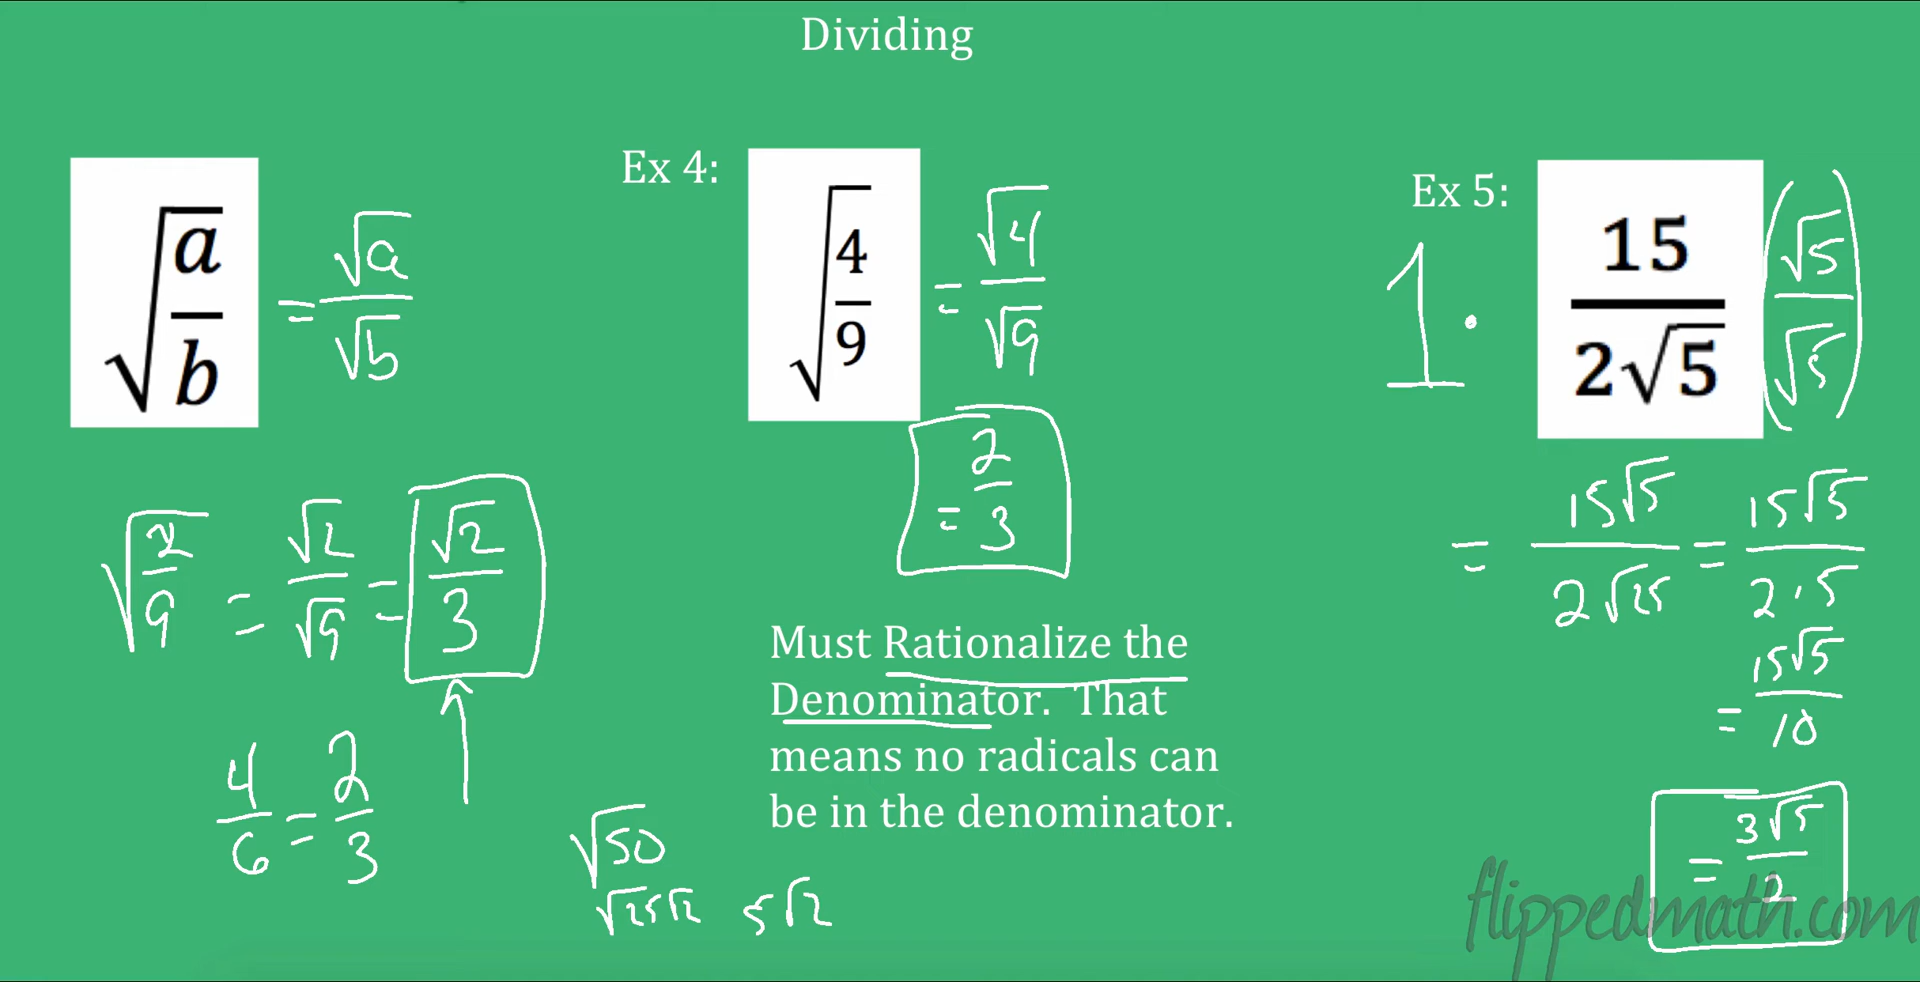 Dividing
√(a/b) = √a/√b
√(2/9) = √2/√9 = √2/3
4/6 = 2/3
√50
√25√2 5√2
Ex 4:
√(4/9) = √4/√9
= 2/3
Must Rationalize the
Denominator. That
means no radicals can
be in the denominator.
Ex 5:
1 · 15/2√5 (√5/√5)
= 15√5/2√25 = 15√5/2·5
= 15√5/10
= 3√5/2
flippedmath.com